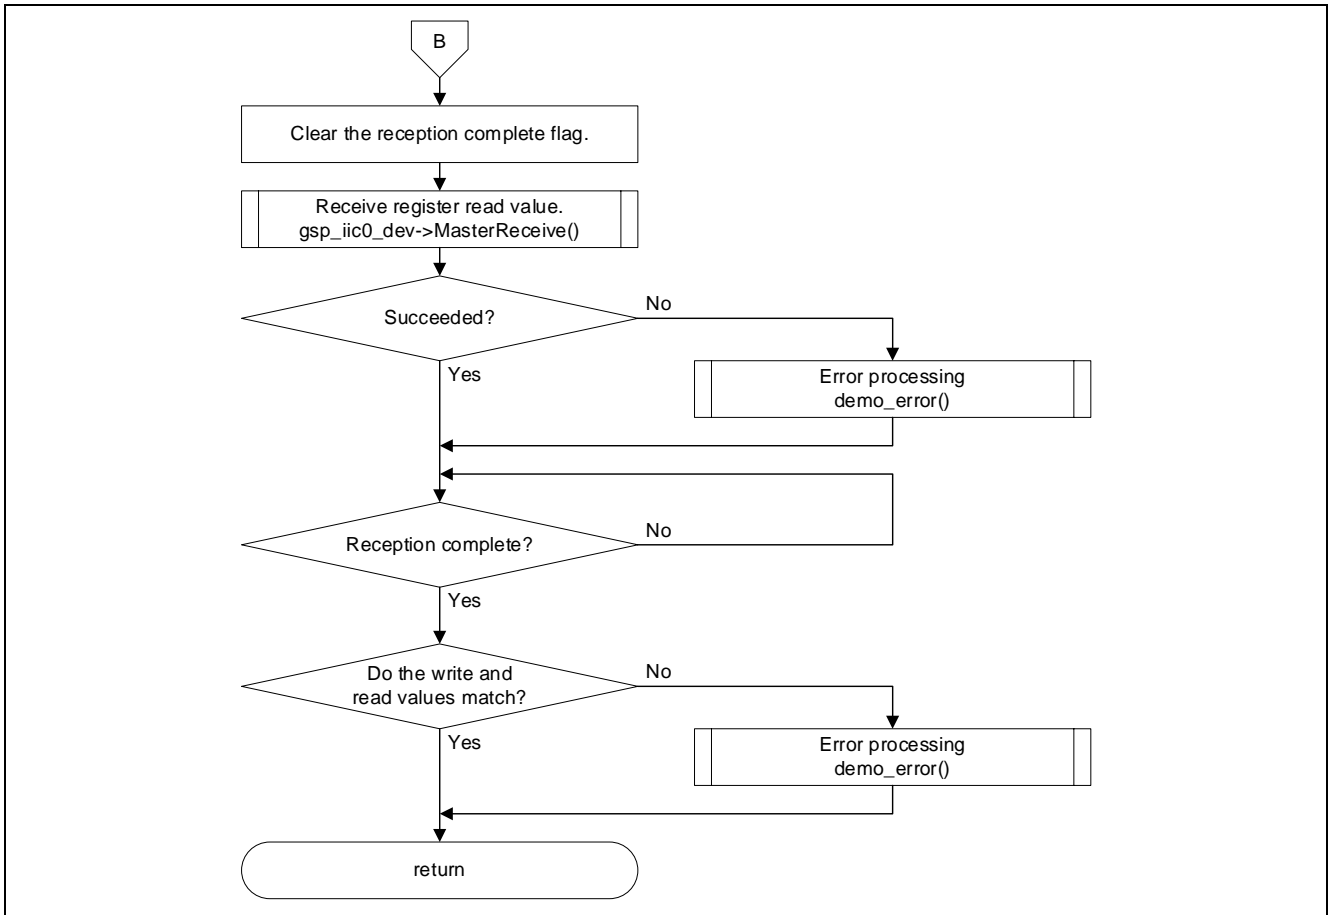 B
Clear the reception complete flag.
Receive register read value.
gsp_iic0_dev->MasterReceive()
Succeeded?
No
Yes
Error processing
demo_error()
Reception complete?
No
Yes
Do the write and
read values match?
No
Yes
Error processing
demo_error()
return